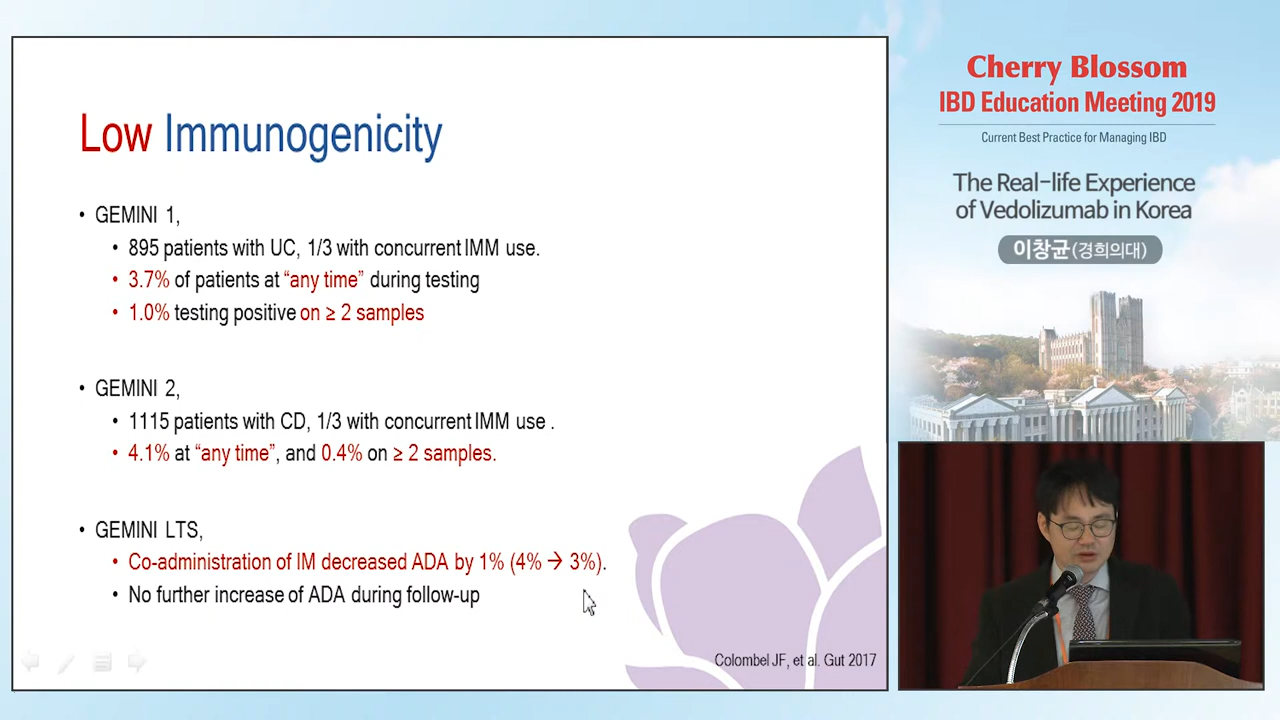 Low Immunogenicity
• GEMINI 1,
• 895 patients with UC, 1/3 with concurrent IMM use.
• 3.7% of patients at “any time” during testing
• 1.0% testing positive on ≥ 2 samples
• GEMINI 2,
• 1115 patients with CD, 1/3 with concurrent IMM use .
• 4.1% at “any time”, and 0.4% on ≥ 2 samples.
• GEMINI LTS,
• Co-administration of IM decreased ADA by 1% (4% → 3%).
• No further increase of ADA during follow-up
Colombel JF, et al. Gut 2017
Cherry Blossom
IBD Education Meeting 2019
Current Best Practice for Managing IBD
The Real-life Experience
of Vedolizumab in Korea
이창균(경희의대)